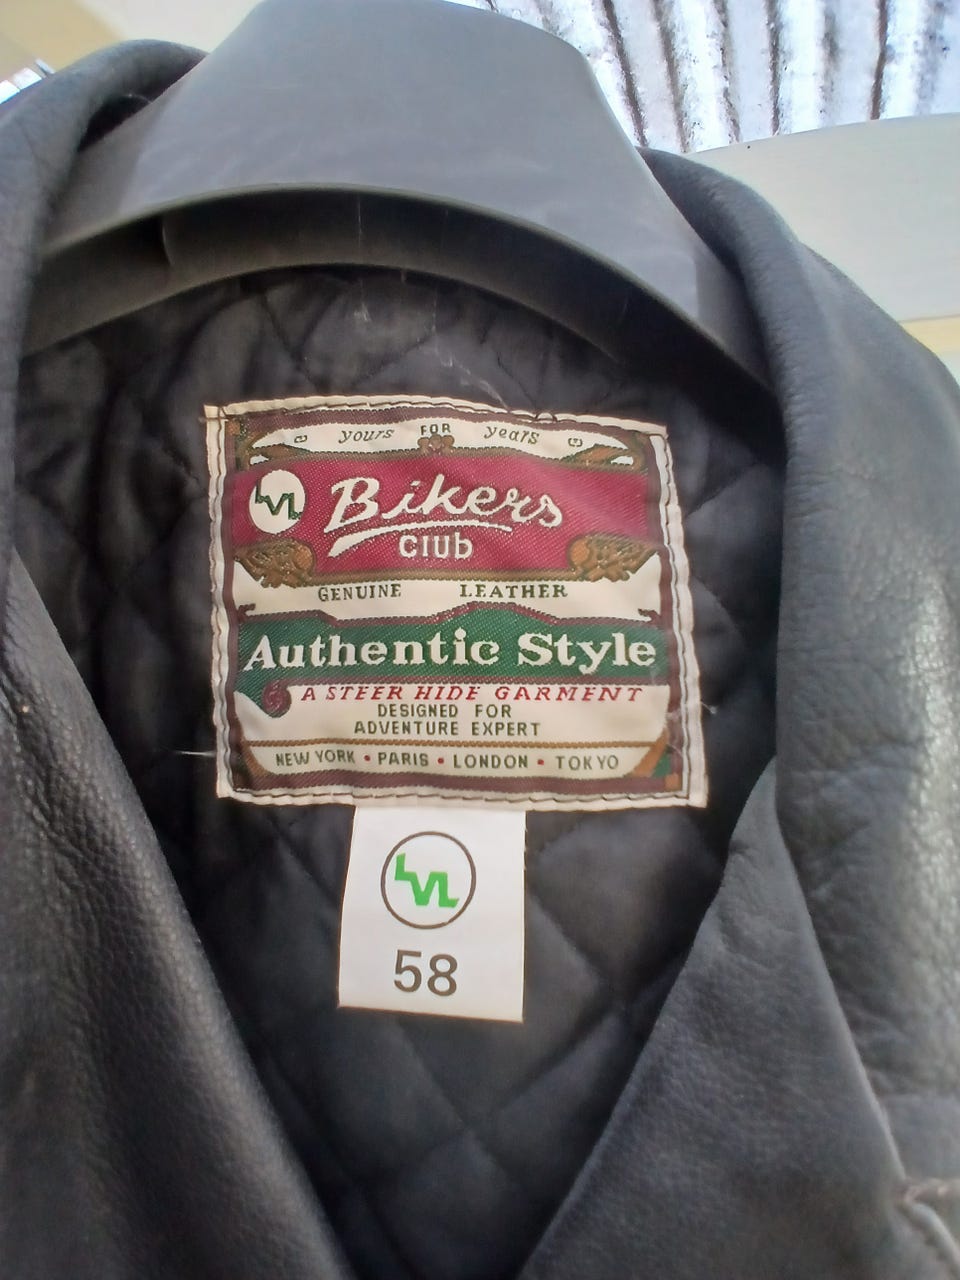 yours FOR years
LVL Bikers
CIUb
GENUINE LEATHER
Authentic Style
A STEER HIDE GARMENT
DESIGNED FOR
ADVENTURE EXPERT
NEW YORK • PARIS • LONDON • TOKYO
LVL
58